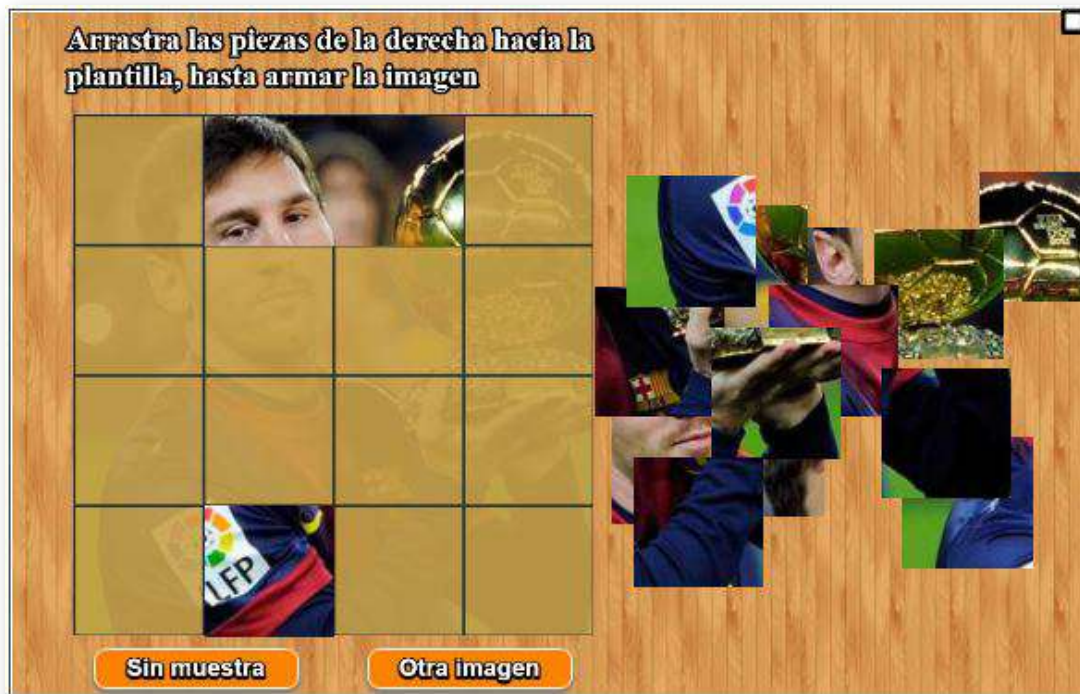 Arrastra las piezas de la derecha hacia la
plantilla, hasta armar la imagen
LFP
Sin muestra
Otra imagen